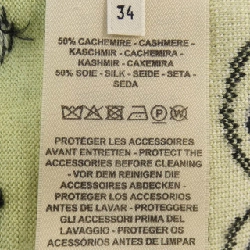 34
50% CACHEMIRE - CASHMERE -
KASCHMIR - CACHEMIRA -
KASHMIR - CAXEMIRA
50% SOIE - SILK - SEIDE - SETA -
SEDA
PROTÉGER LES ACCESSOIRES
AVANT ENTRETIEN - PROTECT THE
ACCESSORIES BEFORE CLEANING
- VOR DEM REINIGEN DIE
ACCESSOIRES ABDECKEN -
PROTEGER LOS ACCESORIOS
ANTES DE LAVAR - PROTEGGERE
GLI ACCESSORI PRIMA DEL
LAVAGGIO - PROTEGER OS
ACESSÓRIOS ANTES DE LIMPAR